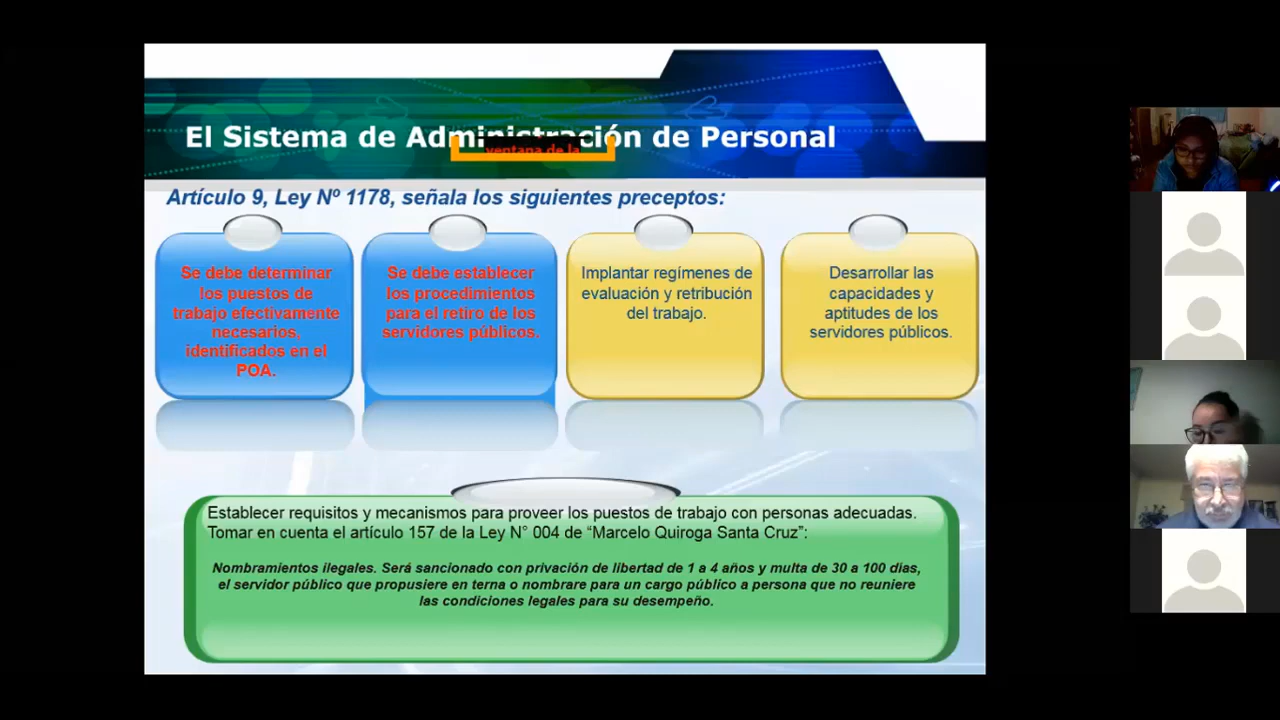 El Sistema de Administración de Personal
ventana de la
Artículo 9, Ley Nº 1178, señala los siguientes preceptos:
Se debe determinar
los puestos de
trabajo efectivamente
necesarios,
identificados en el
POA.
Se debe establecer
los procedimientos
para el retiro de los
servidores públicos.
Implantar regímenes de
evaluación y retribución
del trabajo.
Desarrollar las
capacidades y
aptitudes de los
servidores públicos.
Establecer requisitos y mecanismos para proveer los puestos de trabajo con personas adecuadas.
Tomar en cuenta el artículo 157 de la Ley N° 004 de “Marcelo Quiroga Santa Cruz”:
Nombramientos ilegales. Será sancionado con privación de libertad de 1 a 4 años y multa de 30 a 100 días,
el servidor público que propusiere en terna o nombrare para un cargo público a persona que no reuniere
las condiciones legales para su desempeño.